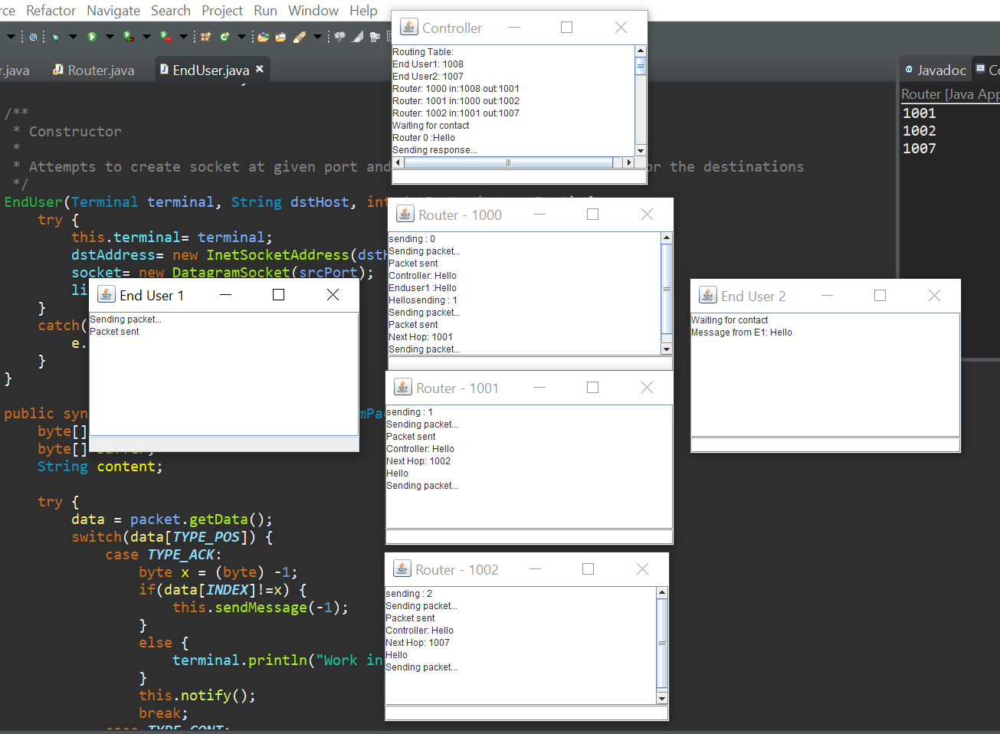 rce Refactor Navigate Search Project Run Window Help
r.java Router.java EndUser.java
/**
* Constructor
*
* Attempts to create socket at given port and
or the destinations
*/
EndUser(Terminal terminal, String dstHost, int
try {
this.terminal= terminal;
dstAddress= new InetSocketAddress(dstH
socket= new DatagramSocket(srcPort);
li
}
catch(
e.
}
}
public syn
mPa
byte[]
byte[]
String content;
try {
data = packet.getData();
switch(data[TYPE_POS]) {
case TYPE_ACK:
byte x = (byte) -1;
if(data[INDEX]!=x) {
this.sendMessage(-1);
}
else {
terminal.println("Work in
}
this.notify();
break;
case TYPE_CONT:
Controller
Routing Table:
End User1: 1008
End User2: 1007
Router: 1000 in:1008 out:1001
Router: 1001 in:1000 out:1002
Router: 1002 in:1001 out:1007
Waiting for contact
Router 0 :Hello
Sending response...
Router - 1000
sending : 0
Sending packet...
Packet sent
Controller: Hello
Enduser1 :Hello
Hellosending : 1
Sending packet...
Packet sent
Next Hop: 1001
Sending packet...
End User 1
Sending packet...
Packet sent
Router - 1001
sending : 1
Sending packet...
Packet sent
Controller: Hello
Next Hop: 1002
Hello
Sending packet...
Router - 1002
sending : 2
Sending packet...
Packet sent
Controller: Hello
Next Hop: 1007
Hello
Sending packet...
End User 2
Waiting for contact
Message from E1: Hello
Javadoc Co
Router [Java App
1001
1002
1007